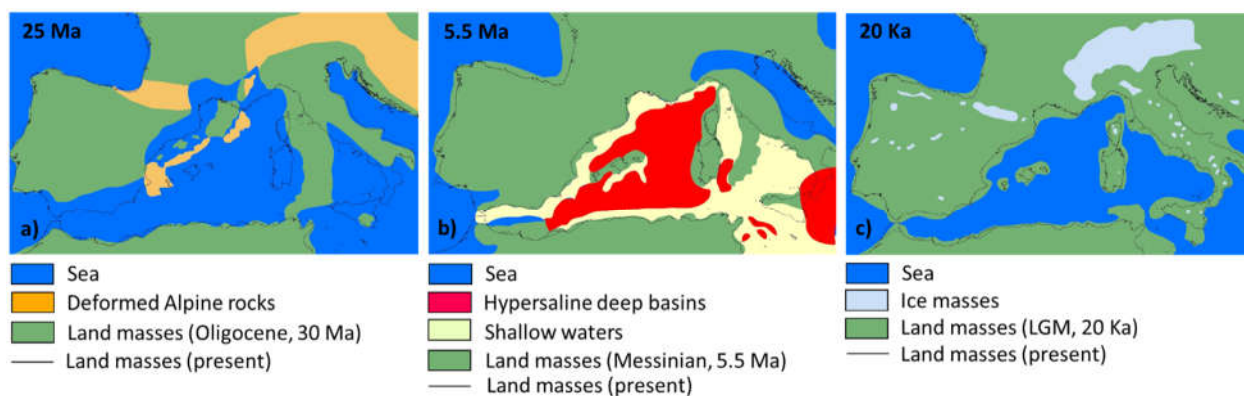 25 Ma
a)
Sea
Deformed Alpine rocks
Land masses (Oligocene, 30 Ma)
Land masses (present)
5.5 Ma
b)
Sea
Hypersaline deep basins
Shallow waters
Land masses (Messinian, 5.5 Ma)
Land masses (present)
20 Ka
c)
Sea
Ice masses
Land masses (LGM, 20 Ka)
Land masses (present)